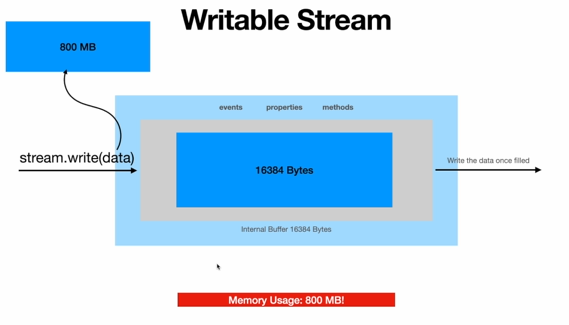 Writable Stream
800 MB
events properties methods
stream.write(data)
16384 Bytes
Write the data once filled
Internal Buffer 16384 Bytes
Memory Usage: 800 MB!